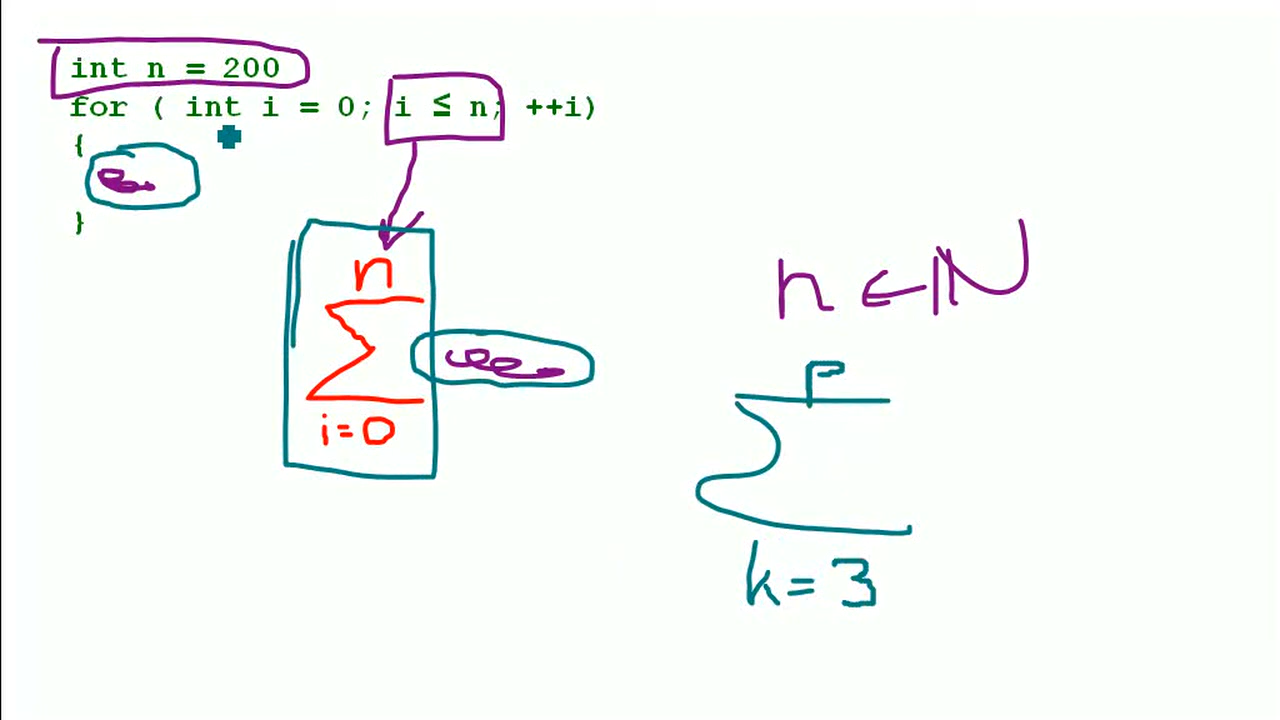 int n = 200
for ( int i = 0; i ≤ n; ++i)
{
}
n
∑
i=0
n ∈ ℕ
p
∑
k=3